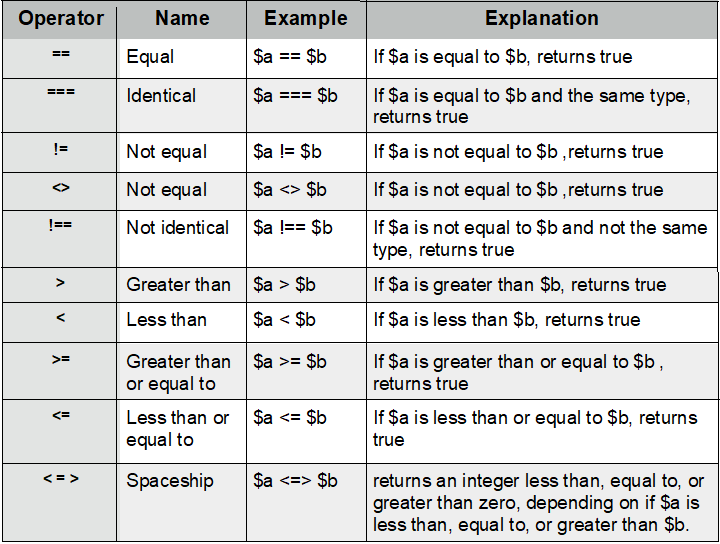 Operator Name Example Explanation
== Equal $a == $b If $a is equal to $b, returns true
=== Identical $a === $b If $a is equal to $b and the same type,
returns true
!= Not equal $a != $b If $a is not equal to $b ,returns true
<> Not equal $a <> $b If $a is not equal to $b ,returns true
!== Not identical $a !== $b If $a is not equal to $b and not the same
type, returns true
> Greater than $a > $b If $a is greater than $b, returns true
< Less than $a < $b If $a is less than $b, returns true
>= Greater than $a >= $b If $a is greater than or equal to $b ,
or equal to returns true
<= Less than or $a <= $b If $a is less than or equal to $b, returns
equal to true
< = > Spaceship $a <=> $b returns an integer less than, equal to, or
greater than zero, depending on if $a is
less than, equal to, or greater than $b.